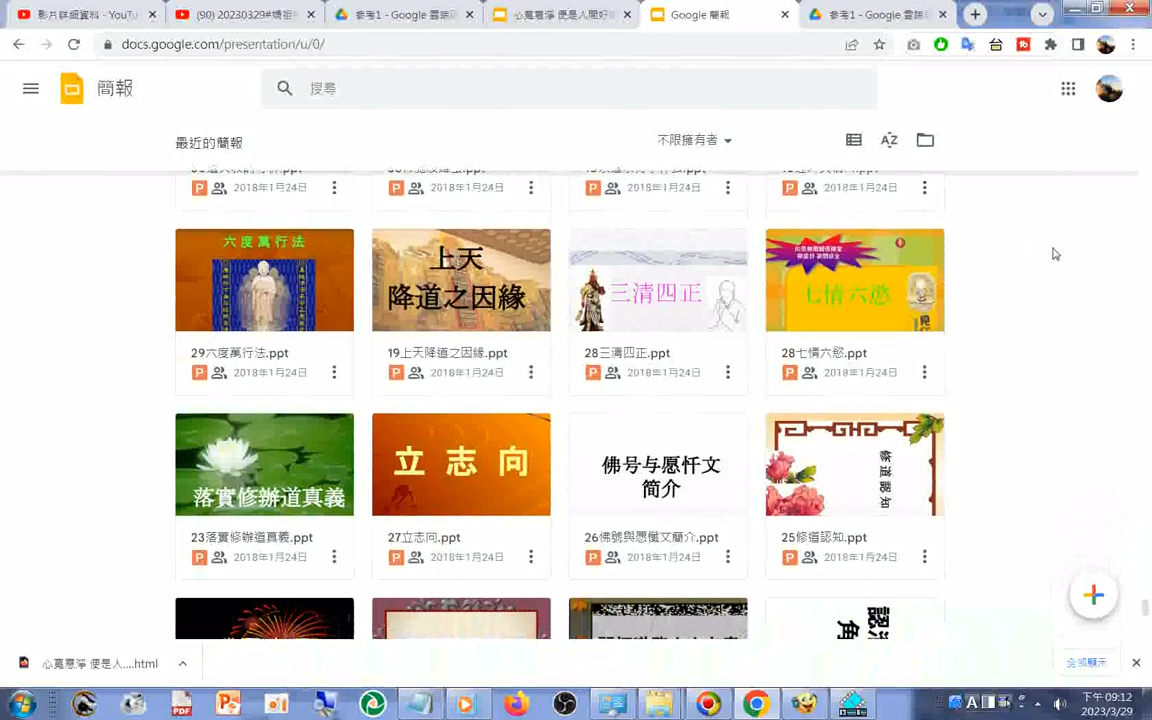 影片詳細資料 - YouTu
(90) 20230329#媽祖
參考1 - Google 雲端
心寬意淨 便是人間好
Google 簡報
參考1 - Google 雲端
docs.google.com/presentation/u/0/
簡報
搜尋
最近的簡報
不限擁有者
2018年1月24日
2018年1月24日
2018年1月24日
2018年1月24日
六度萬行法
上天
降道之因緣
三清四正
七情六慾
29六度萬行法.ppt
19上天降道之因緣.ppt
28三清四正.ppt
28七情六慾.ppt
2018年1月24日
2018年1月24日
2018年1月24日
2018年1月24日
落實修辦道真義
立志向
佛号与愿忏文
简介
修道認知
23落實修辦道真義.ppt
27立志向.ppt
26佛號與愿懺文簡介.ppt
25修道認知.ppt
2018年1月24日
2018年1月24日
2018年1月24日
2018年1月24日
認清
角
心寬意淨 便是人....html
全部顯示
下午 09:12
2023/3/29